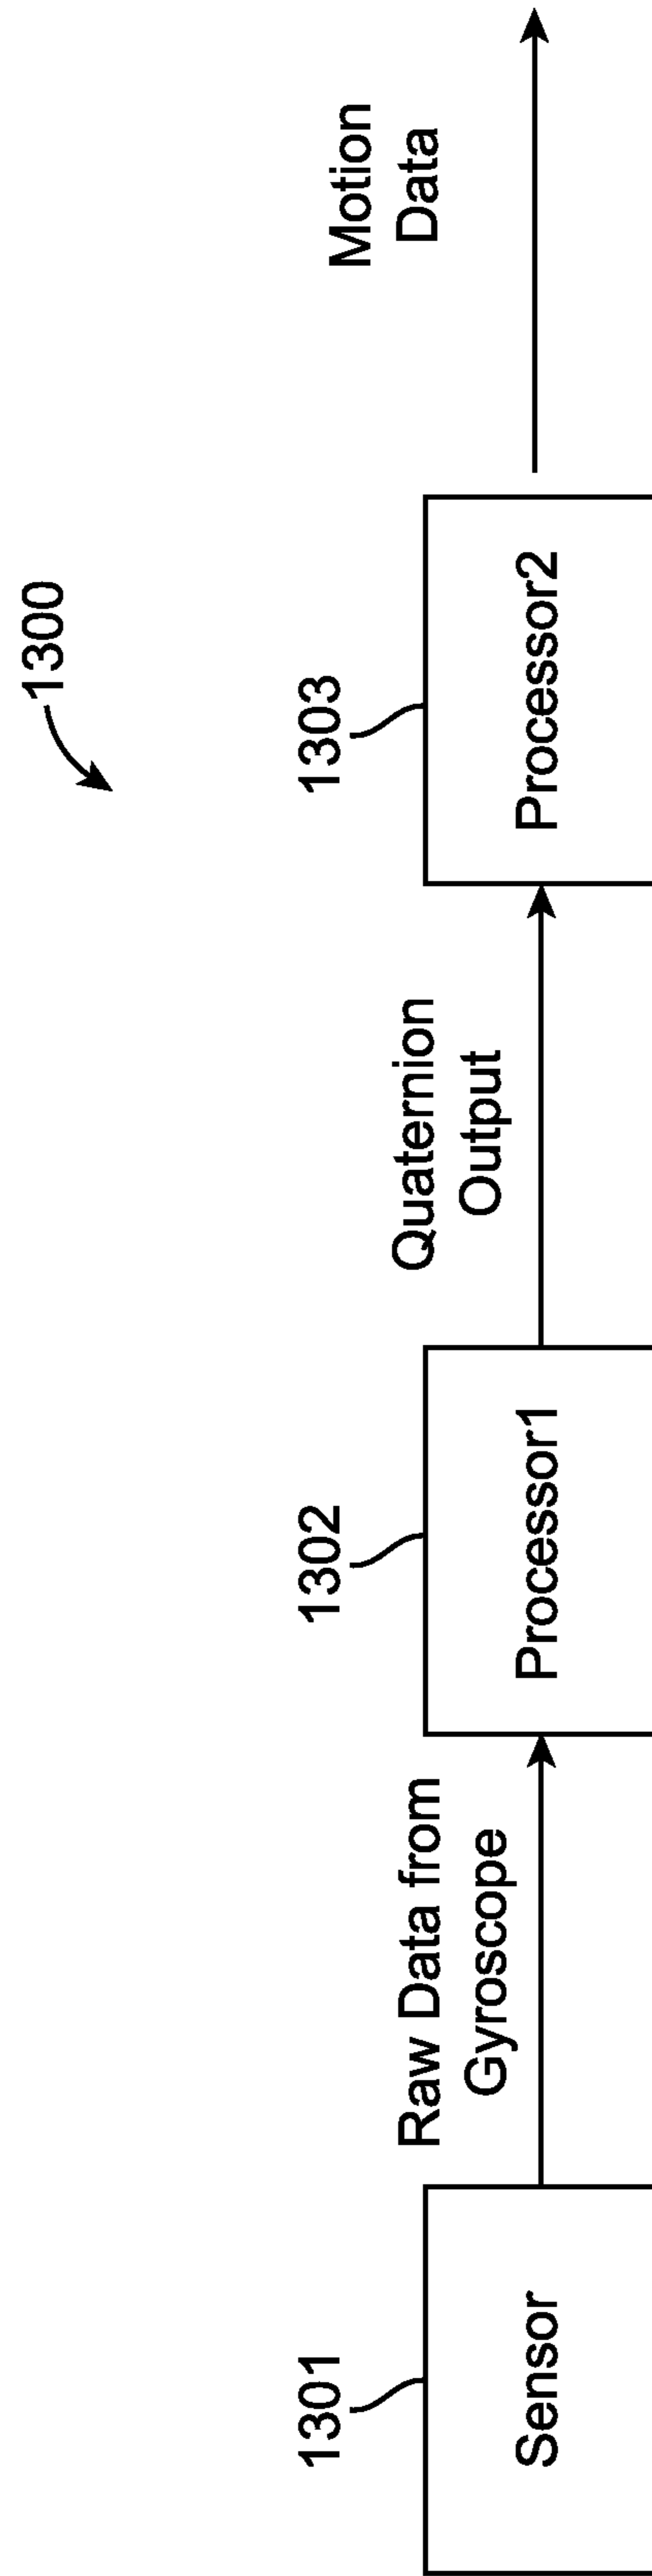 1300
1301
Sensor
Raw Data from
Gyroscope
1302
Processor1
Quaternion
Output
1303
Processor2
Motion
Data